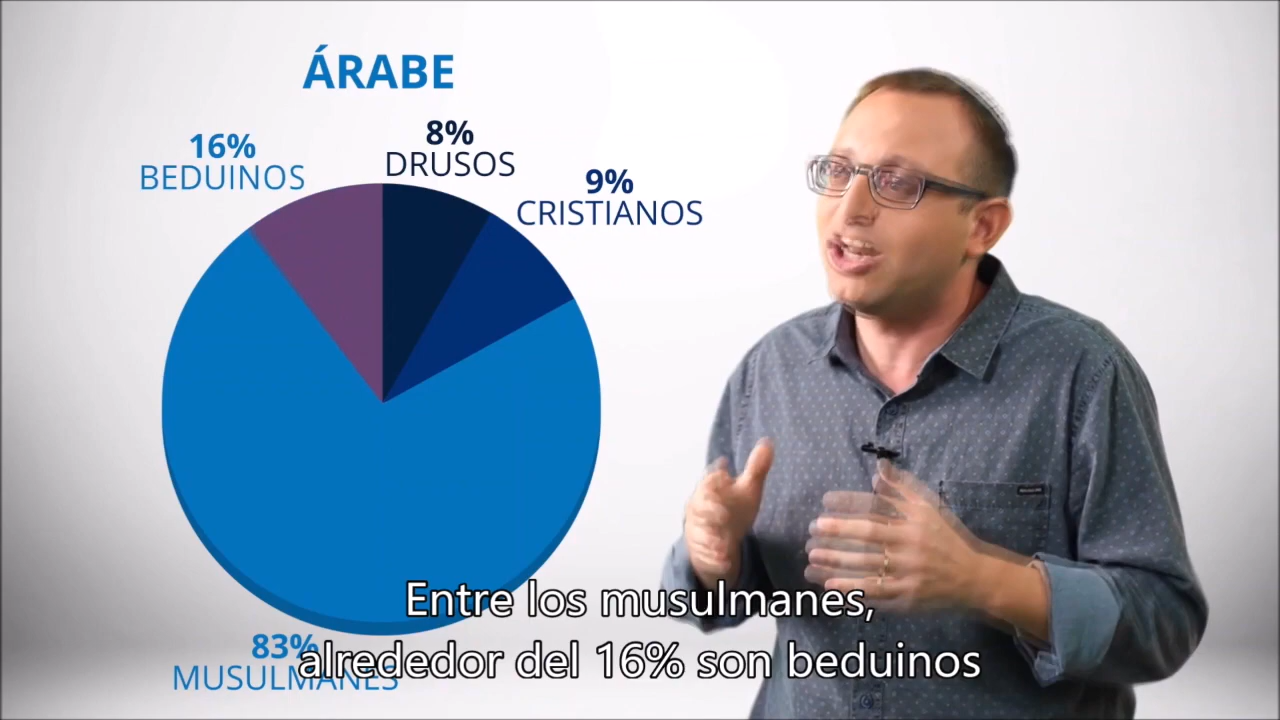 ÁRABE
8%
DRUSOS
16%
BEDUINOS
9%
CRISTIANOS
83%
MUSULMANES
Entre los musulmanes,
alrededor del 16% son beduinos